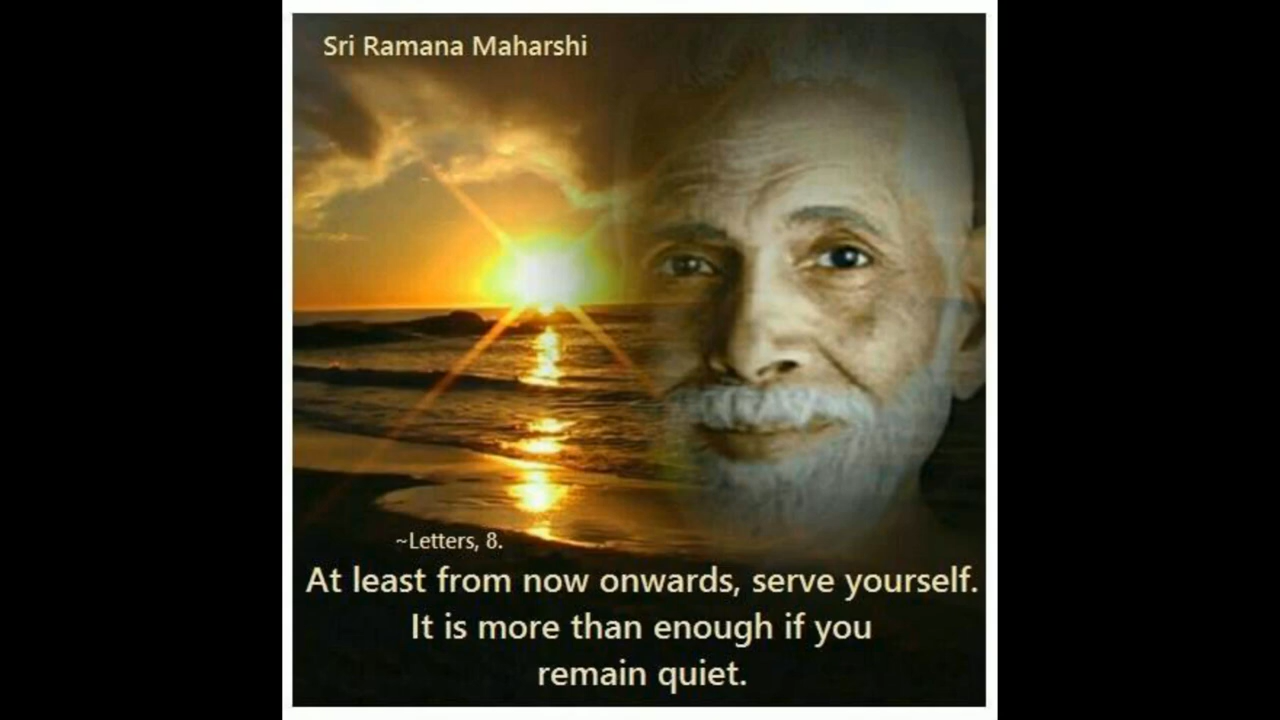 Sri Ramana Maharshi
~Letters, 8.
At least from now onwards, serve yourself.
It is more than enough if you
remain quiet.